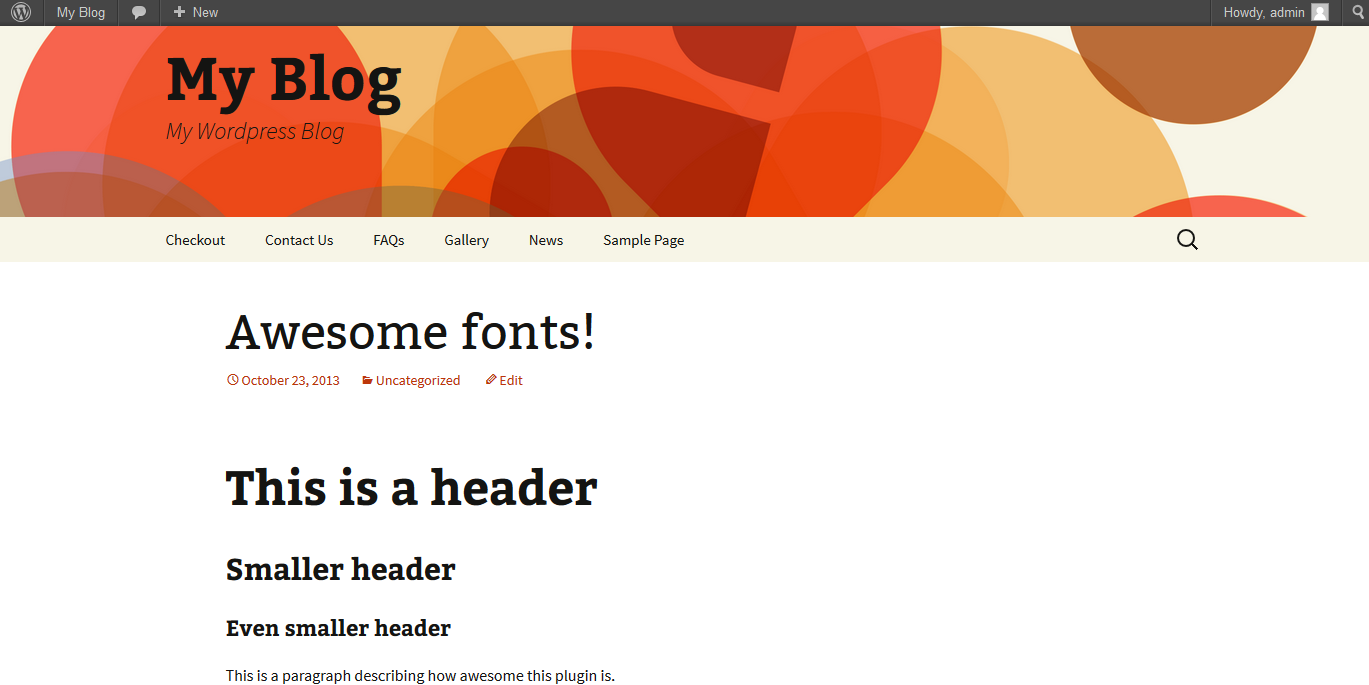 My Blog New Howdy, admin
My Blog
My Wordpress Blog
Checkout Contact Us FAQs Gallery News Sample Page
Awesome fonts!
October 23, 2013 Uncategorized Edit
This is a header
Smaller header
Even smaller header
This is a paragraph describing how awesome this plugin is.